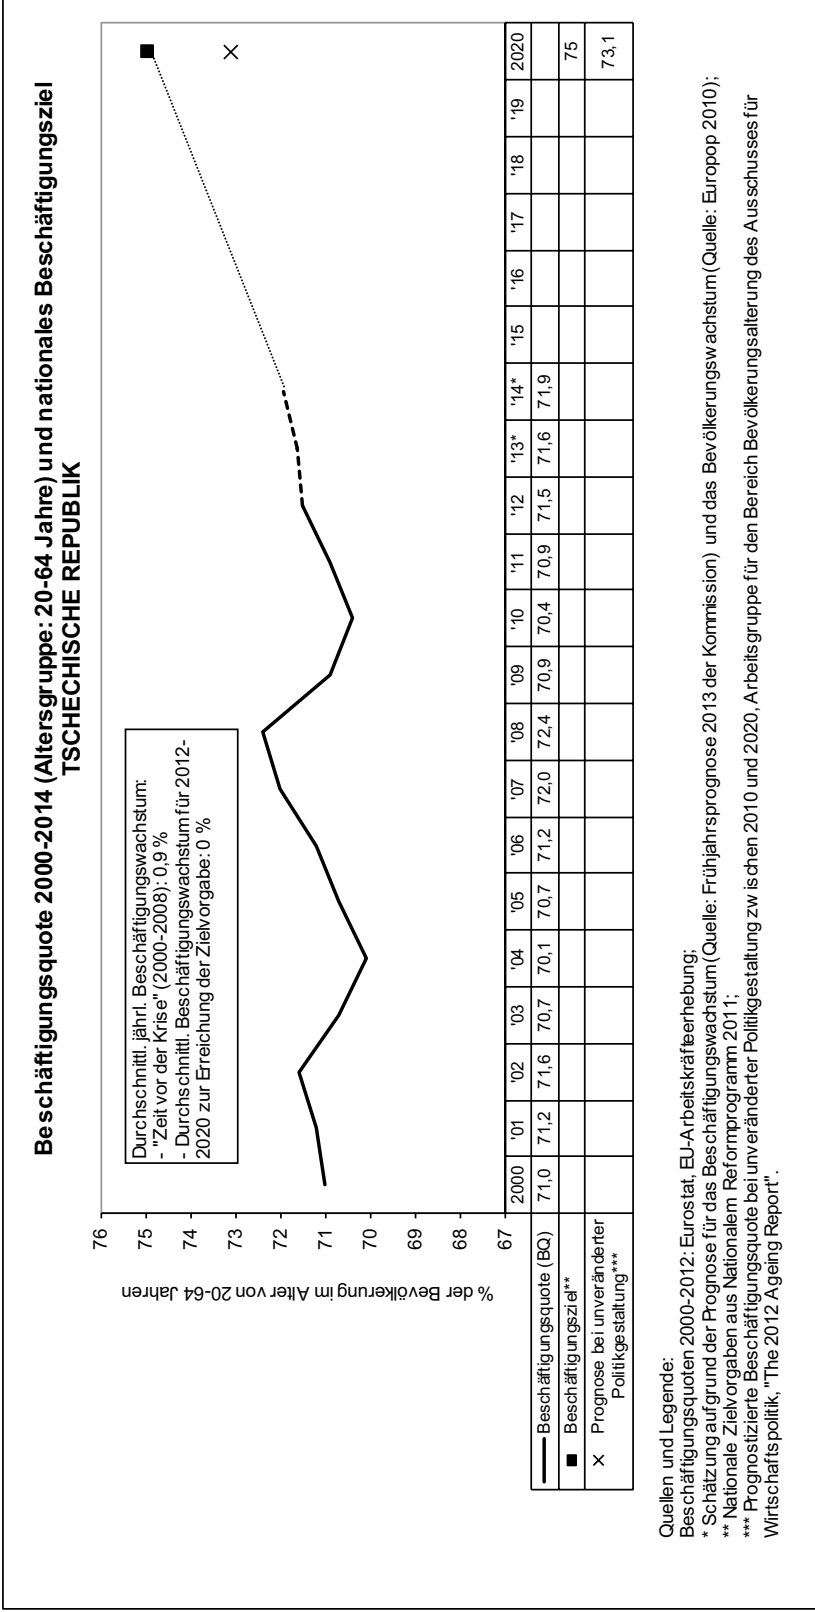 Beschäftigungsquote 2000-2014 (Altersgruppe: 20-64 Jahre) und nationales Beschäftigungsziel
TSCHECHISCHE REPUBLIK
Durchschnittl. jährl. Beschäftigungswachstum:
- "Zeit vor der Krise" (2000-2008): 0,9 %
- Durchschnittl. Beschäftigungswachstum für 2012-
2020 zur Erreichung der Zielvorgabe: 0 %
% der Bevölkerung im Alter von 20-64 Jahren
76
75
74
73
72
71
70
69
68
67
2000 '01 '02 '03 '04 '05 '06 '07 '08 '09 '10 '11 '12 '13* '14* '15 '16 '17 '18 '19 2020
Beschäftigungsquote (BQ) 71,0 71,2 71,6 70,7 70,1 70,7 71,2 72,0 72,4 70,9 70,4 70,9 71,5 71,6 71,9
Beschäftigungsziel** 75
Prognose bei unveränderter 73,1
Politikgestaltung***
Quellen und Legende:
Beschäftigungsquoten 2000-2012: Eurostat, EU-Arbeitskräfteerhebung;
* Schätzung aufgrund der Prognose für das Beschäftigungswachstum (Quelle: Frühjahrsprognose 2013 der Kommission) und das Bevölkerungswachstum (Quelle: Europop 2010);
** Nationale Zielvorgaben aus Nationalem Reformprogramm 2011;
*** Prognostizierte Beschäftigungsquote bei unveränderter Politikgestaltung zw ischen 2010 und 2020, Arbeitsgruppe für den Bereich Bevölkerungsalterung des Ausschusses für
Wirtschaftspolitik, "The 2012 Ageing Report".